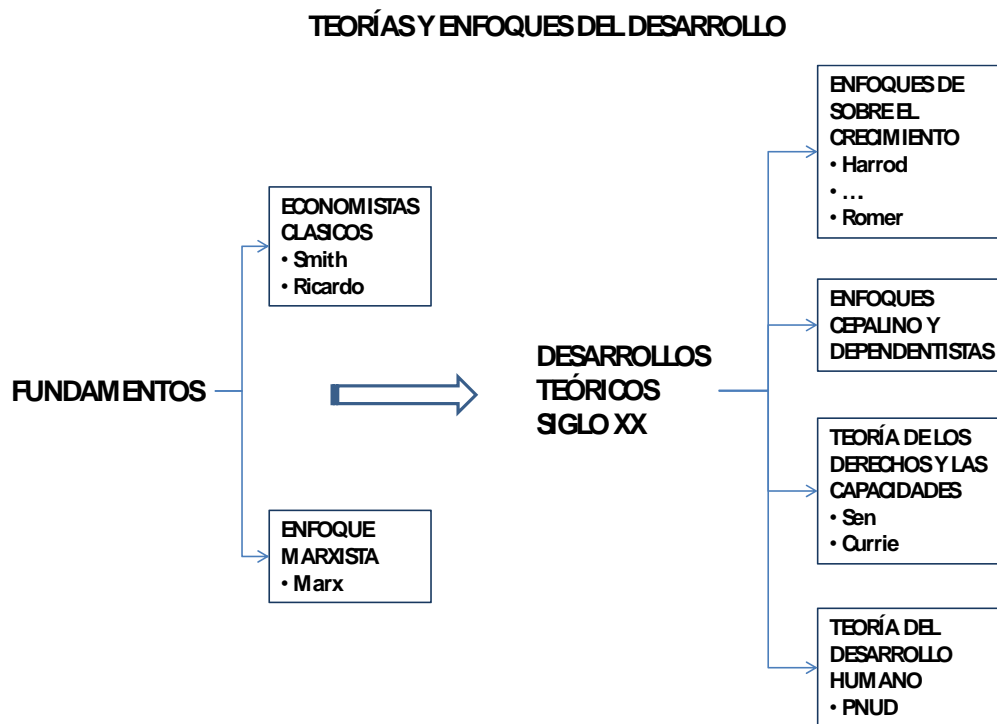 TEORÍAS Y ENFOQUES DEL DESARROLLO
FUNDAMENTOS
ECONOMISTAS
CLASICOS
• Smith
• Ricardo
ENFOQUE
MARXISTA
• Marx
DESARROLLOS
TEÓRICOS
SIGLO XX
ENFOQUES DE
SOBRE EL
CRECIMIENTO
• Harrod
• …
• Romer
ENFOQUES
CEPALINO Y
DEPENDENTISTAS
TEORÍA DE LOS
DERECHOS Y LAS
CAPACIDADES
• Sen
• Currie
TEORÍA DEL
DESARROLLO
HUMANO
• PNUD